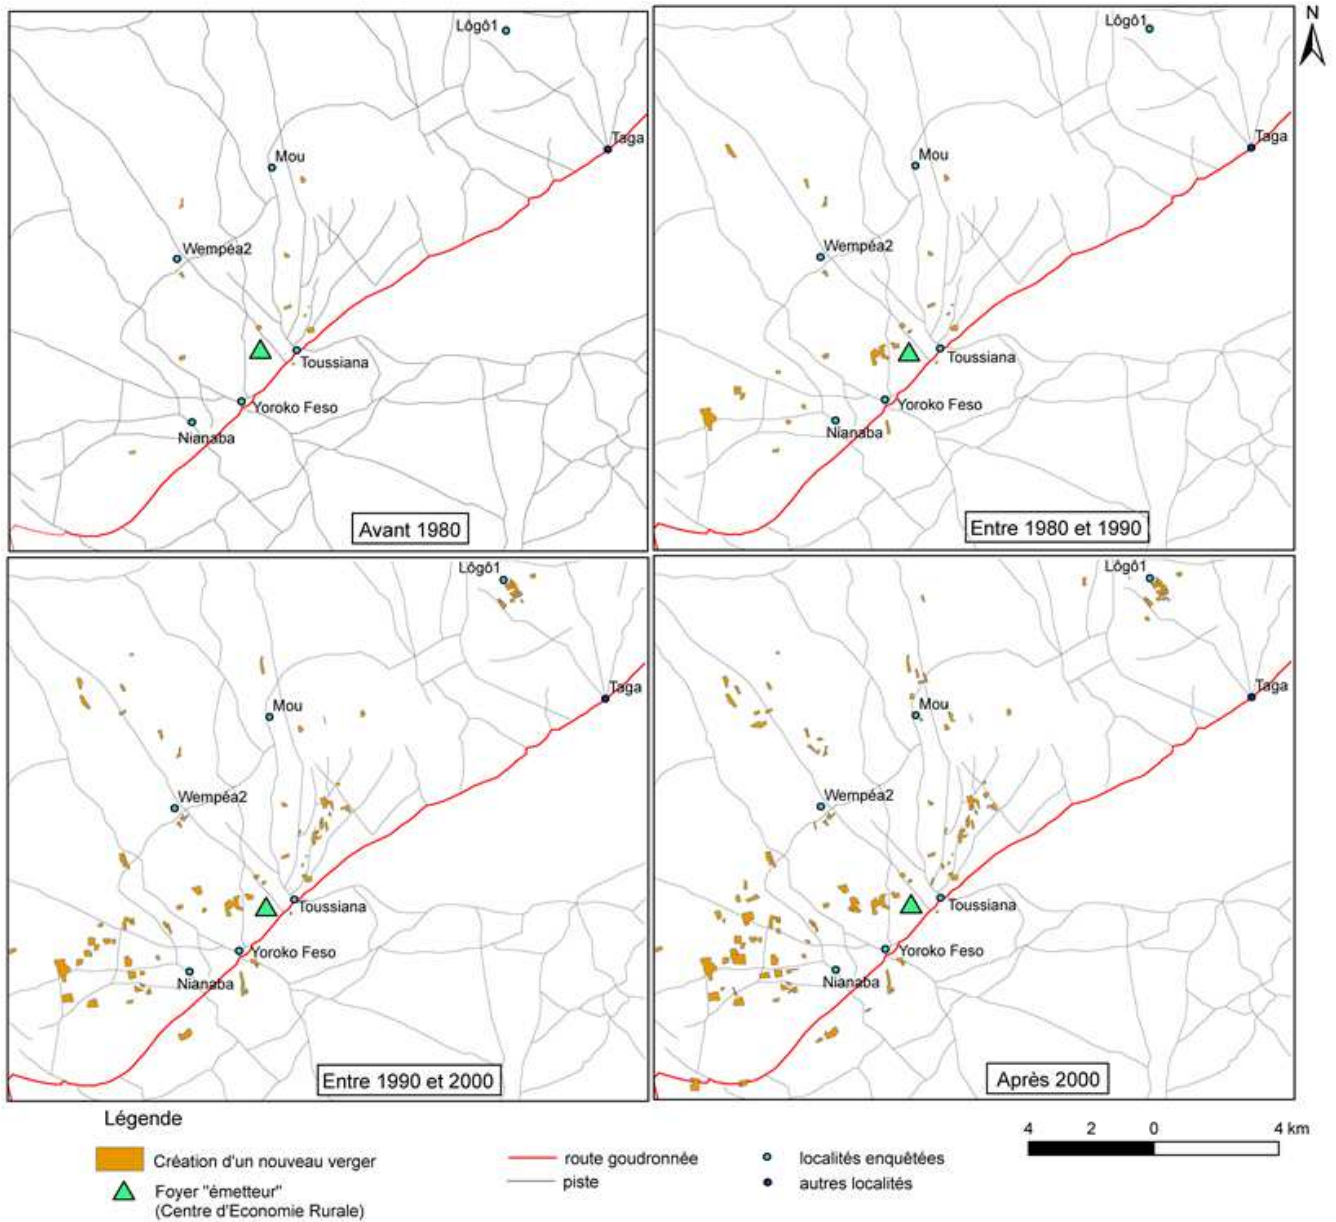 Lôgô1
Taga
Mou
Wempéa2
Toussiana
Yoroko Feso
Nianaba
Avant 1980
N
Lôgô1
Taga
Mou
Wempéa2
Toussiana
Yoroko Feso
Nianaba
Entre 1980 et 1990
Lôgô1
Taga
Mou
Wempéa2
Toussiana
Yoroko Feso
Nianaba
Entre 1990 et 2000
Lôgô1
Taga
Mou
Wempéa2
Toussiana
Yoroko Feso
Nianaba
Après 2000
Légende
Création d'un nouveau verger
Foyer "émetteur"
(Centre d'Economie Rurale)
route goudronnée
piste
localités enquêtées
autres localités
4 2 0 4 km